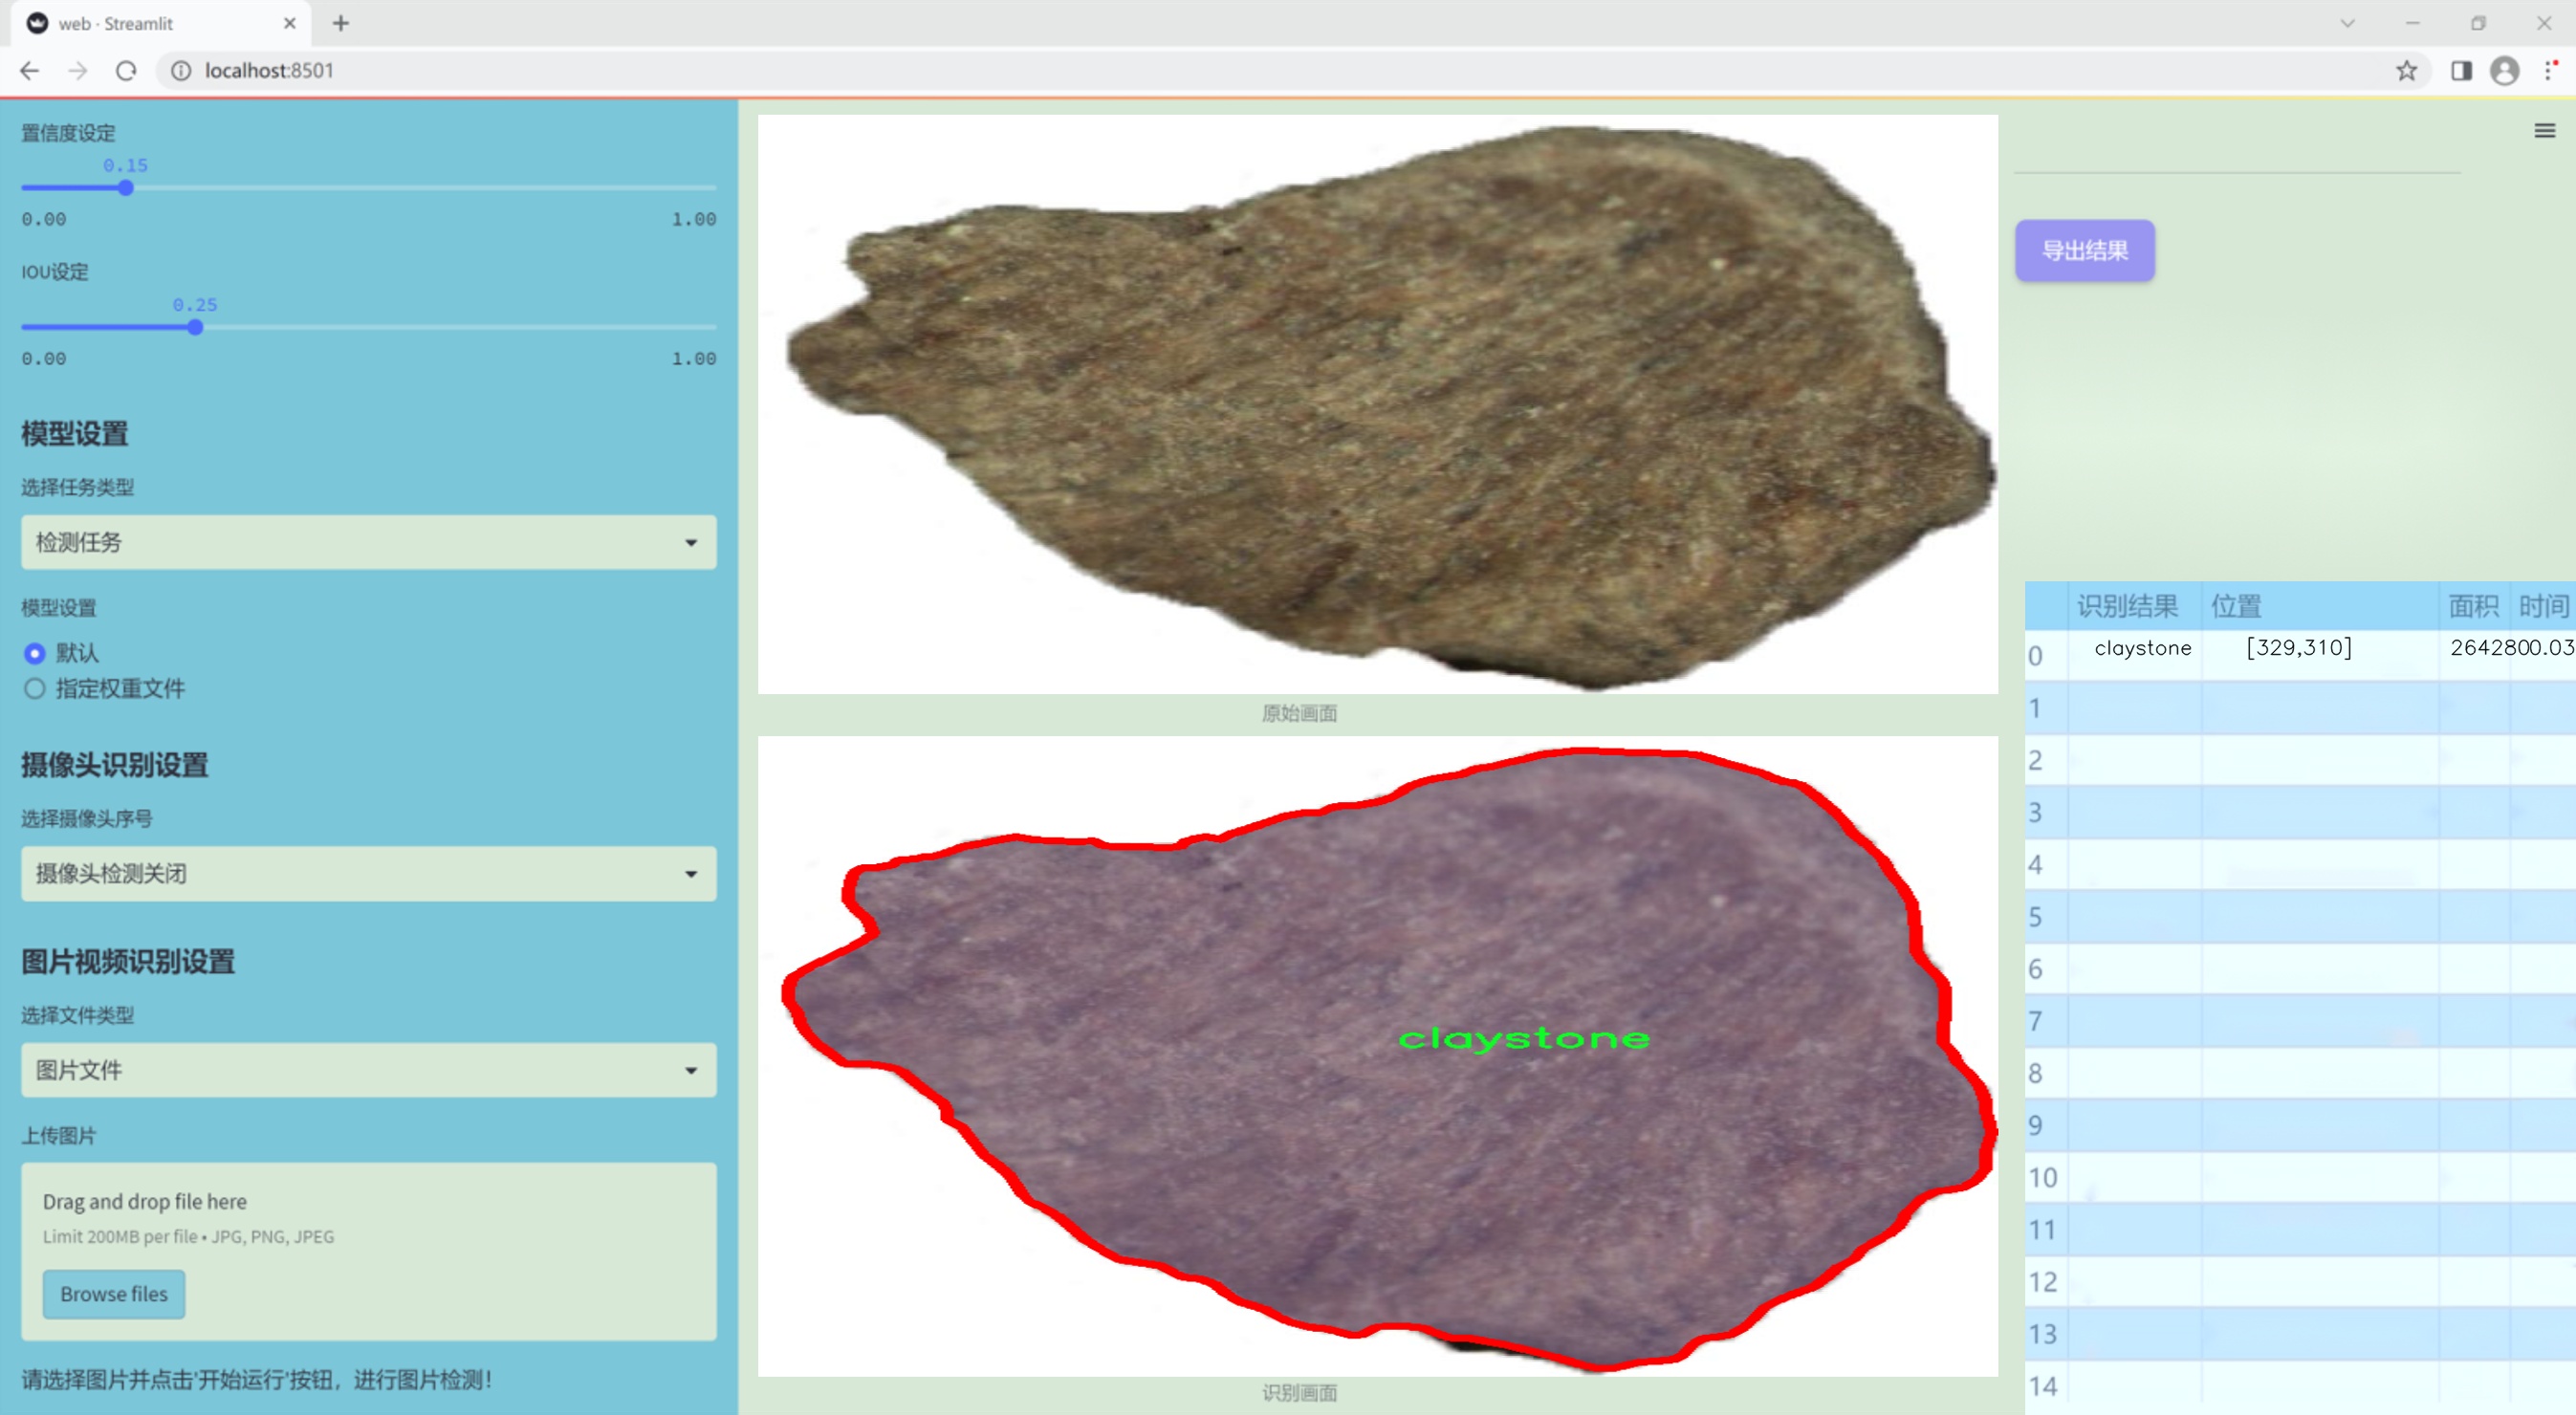 web · Streamlit
localhost:8501
置信度设定
0.15
0.00 1.00
IOU设定
0.25
0.00 1.00
模型设置
选择任务类型
检测任务
模型设置
默认
指定权重文件
摄像头识别设置
选择摄像头序号
摄像头检测关闭
图片视频识别设置
选择文件类型
图片文件
上传图片
Drag and drop file here
Limit 200MB per file • JPG, PNG, JPEG
Browse files
请选择图片并点击'开始运行'按钮，进行图片检测！
原始画面
claystone
识别画面
导出结果
识别结果 位置 面积 时间
0 claystone [329,310] 2642800.03
1
2
3
4
5
6
7
8
9
10
11
12
13
14